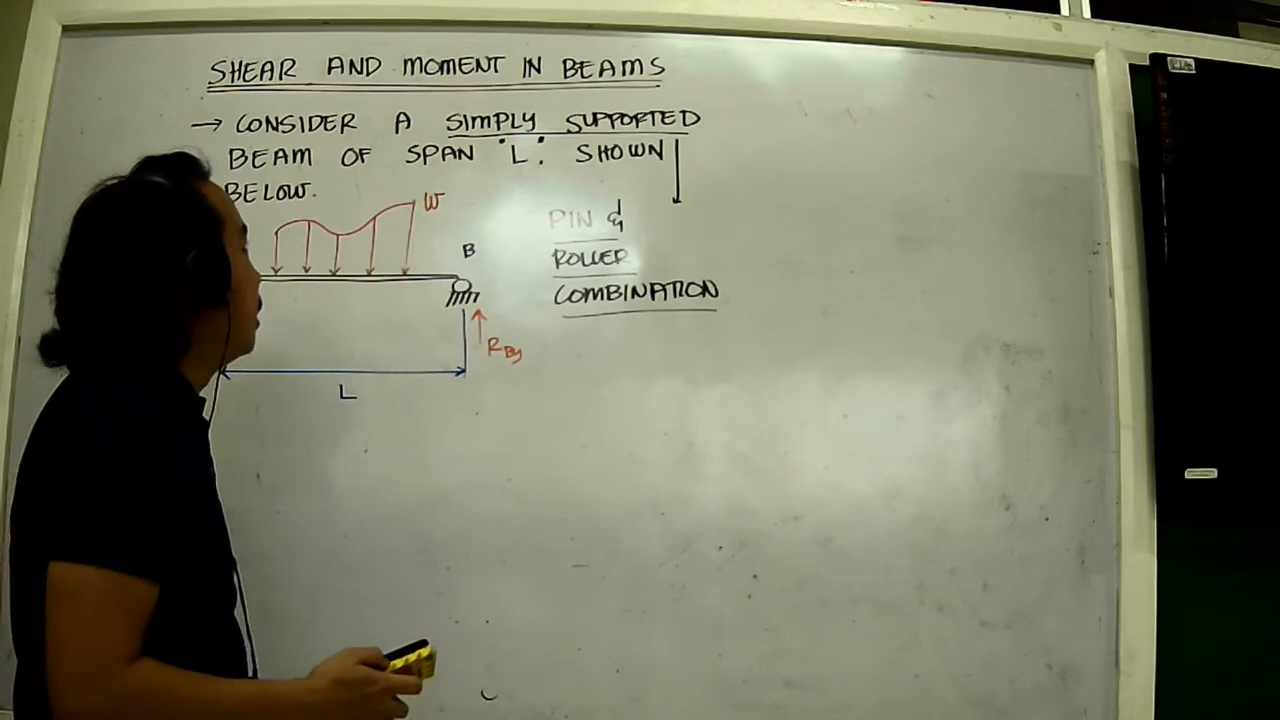 SHEAR AND MOMENT IN BEAMS
→ CONSIDER A SIMPLY SUPPORTED
BEAM OF SPAN "L". SHOWN
BELOW.
W
PIN &
B
ROLLER
COMBINATION
RBy
L